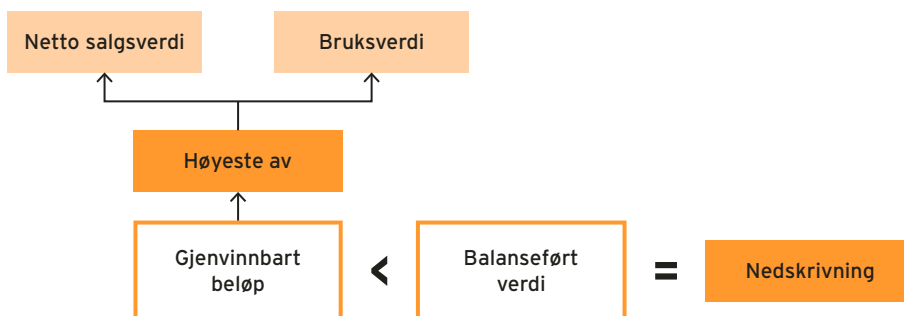 Netto salgsverdi
Bruksverdi
Høyeste av
Gjenvinnbart
beløp
<
Balanseført
verdi
=
Nedskrivning